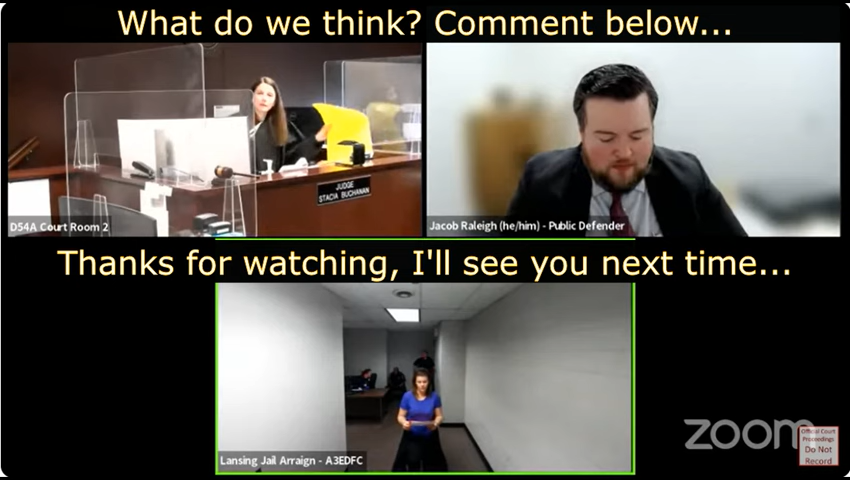 What do we think? Comment below...
JUDGE
STACIA BUCHANAN
D54A Court Room 2
Jacob Raleigh (he/him) - Public Defender
Thanks for watching, I'll see you next time...
Lansing Jail Arraign - A3EDFC
zoom
Official Court
Proceedings
Do Not
Record